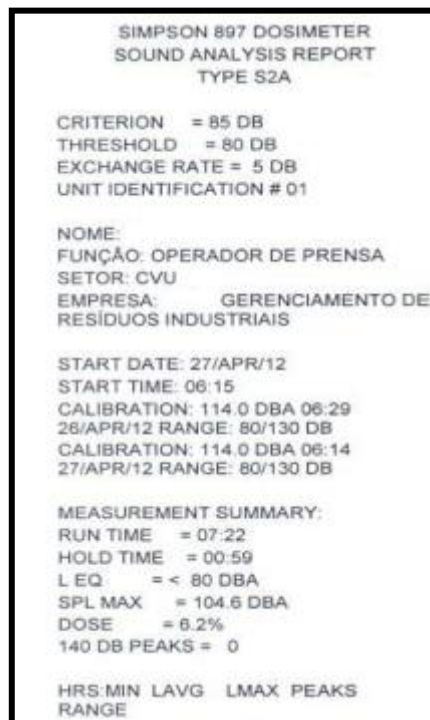 SIMPSON 897 DOSIMETER
SOUND ANALYSIS REPORT
TYPE S2A
CRITERION = 85 DB
THRESHOLD = 80 DB
EXCHANGE RATE = 5 DB
UNIT IDENTIFICATION # 01
NOME:
FUNÇÃO: OPERADOR DE PRENSA
SETOR: CVU
EMPRESA: GERENCIAMENTO DE
RESÍDUOS INDUSTRIAIS
START DATE: 27/APR/12
START TIME: 06:15
CALIBRATION: 114.0 DBA 06:29
26/APR/12 RANGE: 80/130 DB
CALIBRATION: 114.0 DBA 06:14
27/APR/12 RANGE: 80/130 DB
MEASUREMENT SUMMARY:
RUN TIME = 07:22
HOLD TIME = 00:59
L EQ = < 80 DBA
SPL MAX = 104.6 DBA
DOSE = 6.2%
140 DB PEAKS = 0
HRS:MIN LAVG LMAX PEAKS
RANGE